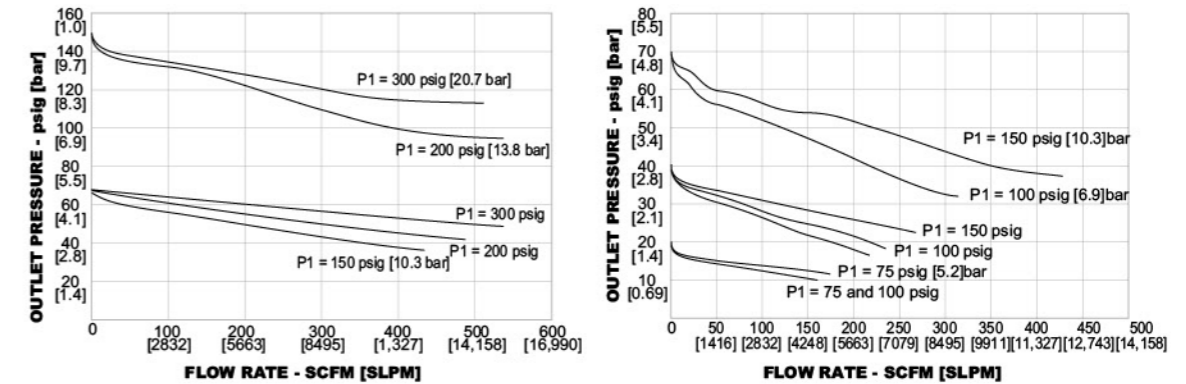 OUTLET PRESSURE - psig [bar]
160
[1.0]
140
[9.7]
120
[8.3]
100
[6.9]
80
[5.5]
60
[4.1]
40
[2.8]
20
[1.4]
P1 = 300 psig [20.7 bar]
P1 = 200 psig [13.8 bar]
P1 = 300 psig
P1 = 200 psig
P1 = 150 psig [10.3 bar]
0 100 200 300 400 500 600
[2832] [5663] [8495] [1,327] [14,158] [16,990]
FLOW RATE - SCFM [SLPM]
OUTLET PRESSURE - psig [bar]
80
[5.5]
70
[4.8]
60
[4.1]
50
[3.4]
40
[2.8]
30
[2.1]
20
[1.4]
10
[0.69]
P1 = 150 psig [10.3]bar
P1 = 100 psig [6.9]bar
P1 = 150 psig
P1 = 100 psig
P1 = 75 psig [5.2]bar
P1 = 75 and 100 psig
0 50 100 150 200 250 300 350 400 450 500
[1416] [2832] [4248] [5663] [7079] [8495] [9911][11,327][12,743][14,158]
FLOW RATE - SCFM [SLPM]